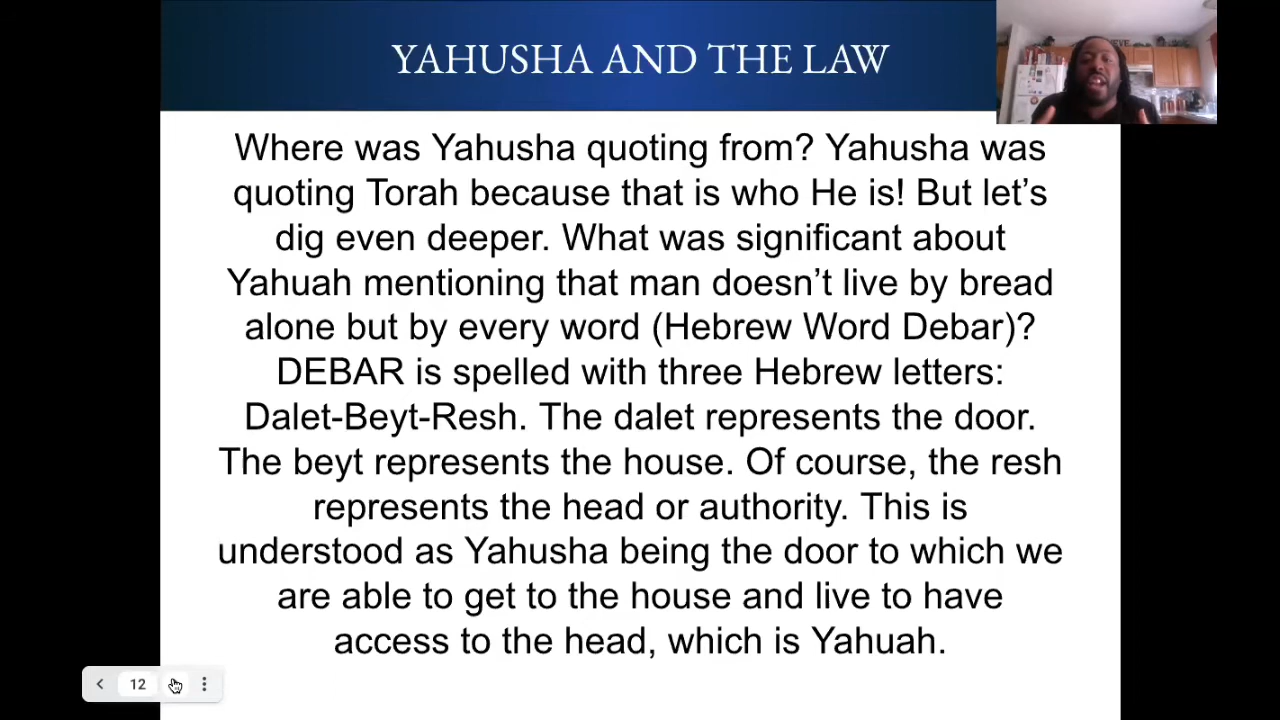 YAHUSHA AND THE LAW
Where was Yahusha quoting from? Yahusha was
quoting Torah because that is who He is! But let’s
dig even deeper. What was significant about
Yahuah mentioning that man doesn’t live by bread
alone but by every word (Hebrew Word Debar)?
DEBAR is spelled with three Hebrew letters:
Dalet-Beyt-Resh. The dalet represents the door.
The beyt represents the house. Of course, the resh
represents the head or authority. This is
understood as Yahusha being the door to which we
are able to get to the house and live to have
access to the head, which is Yahuah.
12